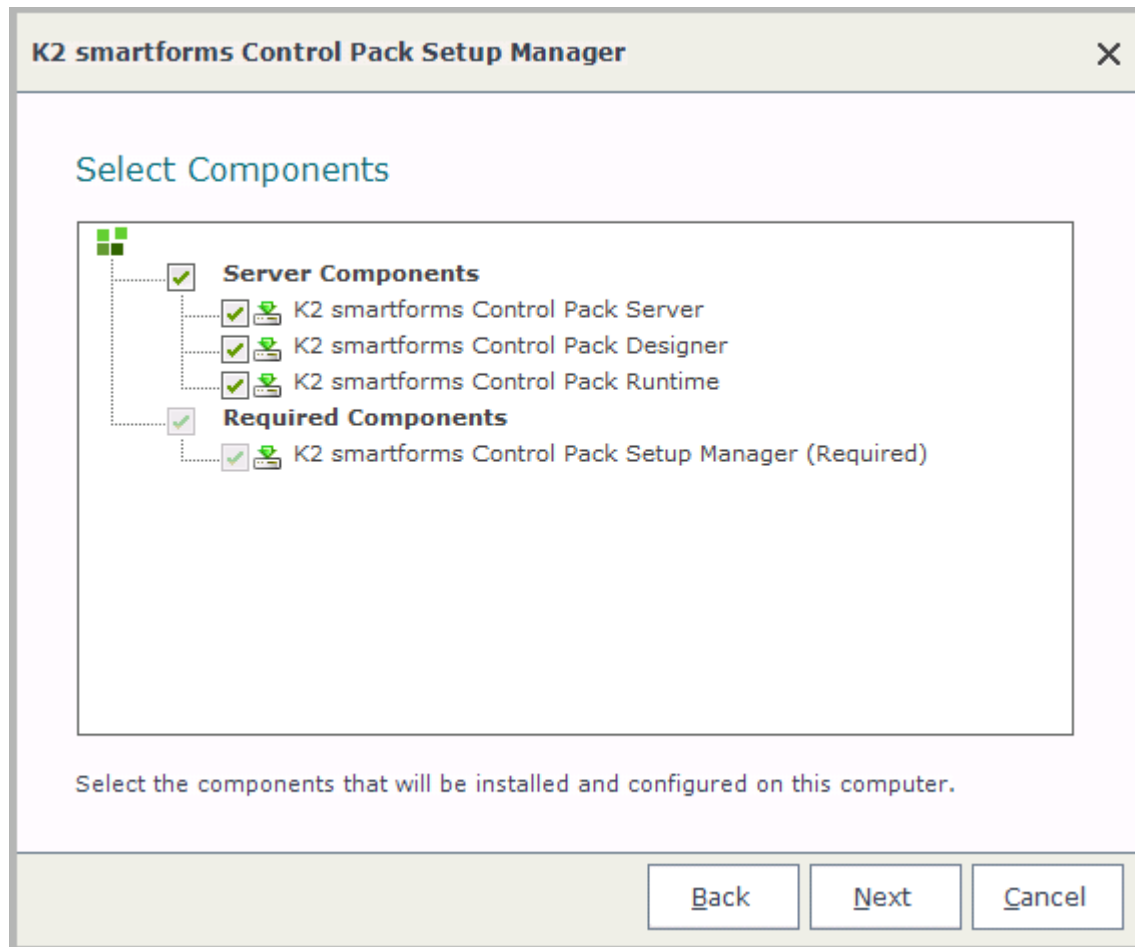 K2 smartforms Control Pack Setup Manager
Select Components
Server Components
K2 smartforms Control Pack Server
K2 smartforms Control Pack Designer
K2 smartforms Control Pack Runtime
Required Components
K2 smartforms Control Pack Setup Manager (Required)
Select the components that will be installed and configured on this computer.
Back Next Cancel